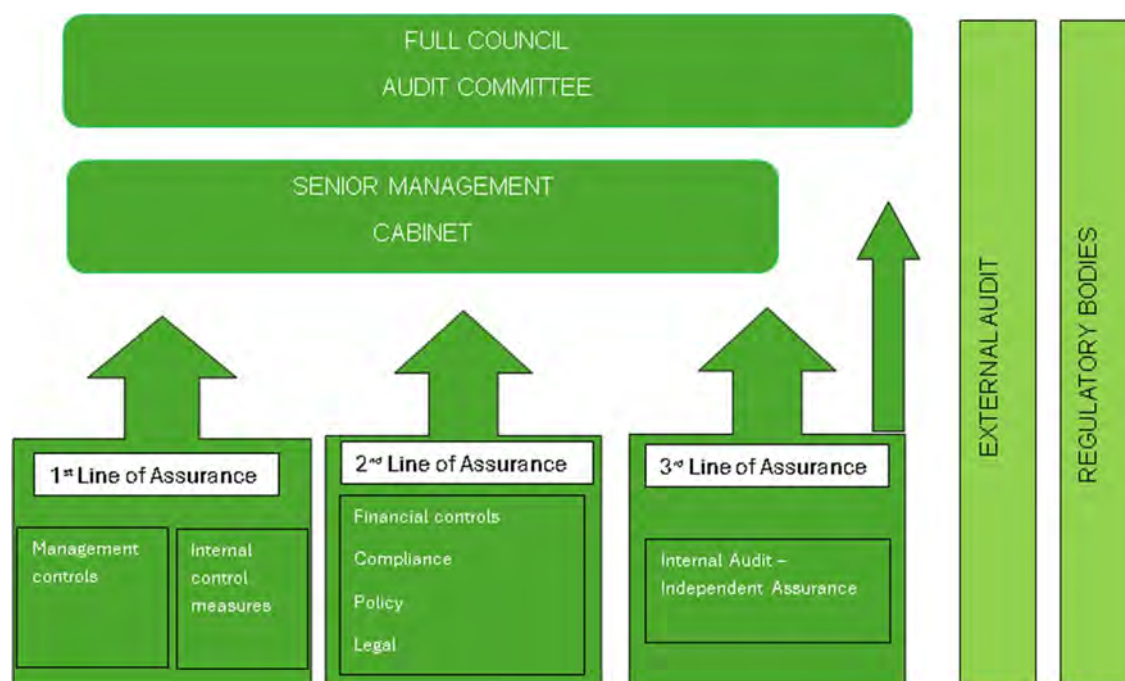 FULL COUNCIL
AUDIT COMMITTEE
SENIOR MANAGEMENT
CABINET
1st Line of Assurance
Management
controls
Internal
control
measures
2nd Line of Assurance
Financial controls
Compliance
Policy
Legal
3rd Line of Assurance
Internal Audit –
Independent Assurance
EXTERNAL AUDIT
REGULATORY BODIES